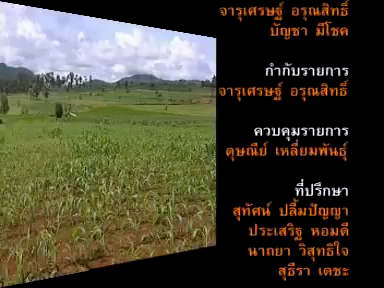 จารุเศรษฐ์ อรุณสิทธิ์
บัญชา มีโชค
กำกับรายการ
จารุเศรษฐ์ อรุณสิทธิ์
ควบคุมรายการ
ดุษณีย์ เหลี่ยมพันธุ์
ที่ปรึกษา
สุทัศน์ ปลื้มปัญญา
ประเสริฐ หอมดี
นาถยา วิสุทธิใจ
สุธีรา เดชะ